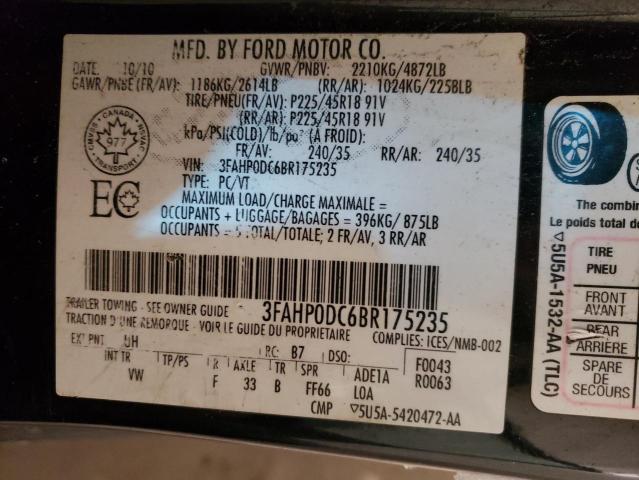 MFD. BY FORD MOTOR CO.
DATE: 10/10 GVWR/PNBV: 2210KG/4872LB
GAWR/PNBE (FR/AV): 1186KG/2614LB (RR/AR): 1024KG/2258LB
TIRE/PNEU(FR/AV): P225/45R18 91V
(RR/AR): P225/45R18 91V
kPa/PSI(COLD)/lb/po² (À FROID):
FR/AV: 240/35 RR/AR: 240/35
VIN: 3FAHP0DC6BR175235
TYPE: PC/VT
MAXIMUM LOAD/CHARGE MAXIMALE =
OCCUPANTS + LUGGAGE/BAGAGES = 396KG/ 875LB
OCCUPANTS = 5 TOTAL/TOTALE; 2 FR/AV, 3 RR/AR
CANADA
CMVSS NSVAC
977
TRANSPORT
EC
3FAHP0DC6BR175235
TRAILER TOWING - SEE OWNER GUIDE
TRACTION D'UNE REMORQUE - VOIR LE GUIDE DU PROPRIETAIRE
COMPLIES: ICES/NMB-002
EXT PNT: UH RC: B7 DSO: F0043
INT TR TP/PS R AXLE TR SPR ADE1A R0063
VW F 33 B FF66 LOA
CMP ▽5U5A-5420472-AA
▽5U5A-1532-AA (TLC)
The combin
Le poids total de
TIRE
PNEU
FRONT
AVANT
REAR
ARRIÈRE
SPARE
DE
SECOURS